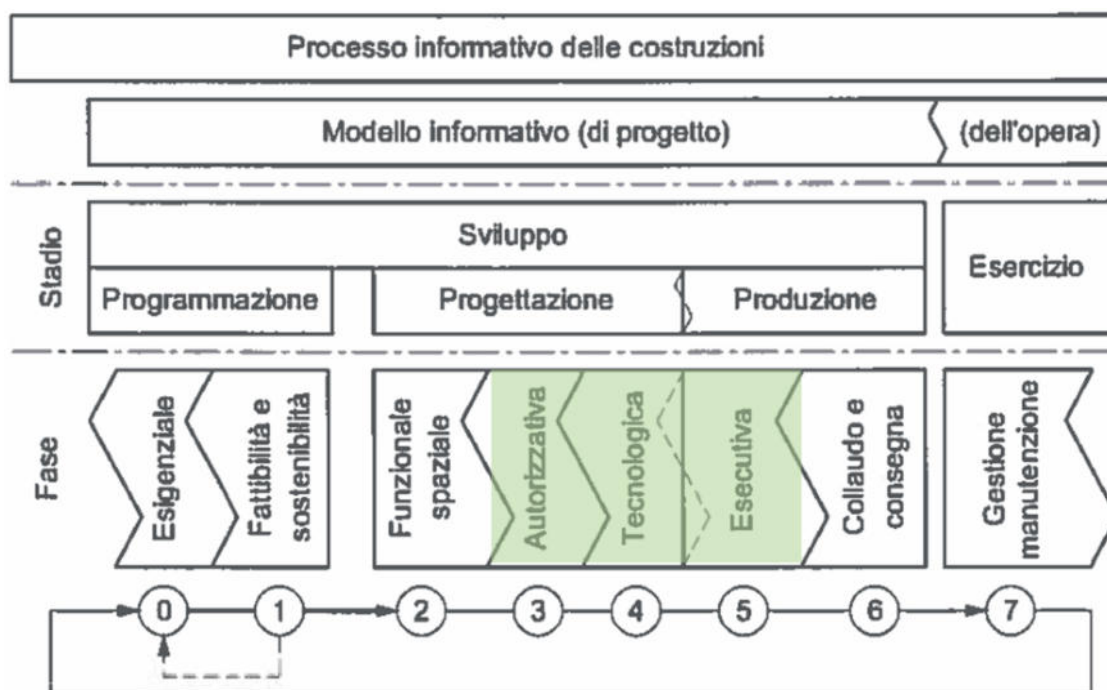 Processo informativo delle costruzioni
Modello informativo (di progetto)
(dell'opera)
Stadio
Sviluppo
Esercizio
Programmazione
Progettazione
Produzione
Fase
Esigenziale
Fattibilità e
sostenibilità
Funzionale
spaziale
Autorizzativa
Tecnologica
Esecutiva
Collaudo e
consegna
Gestione
manutenzione
0
1
2
3
4
5
6
7